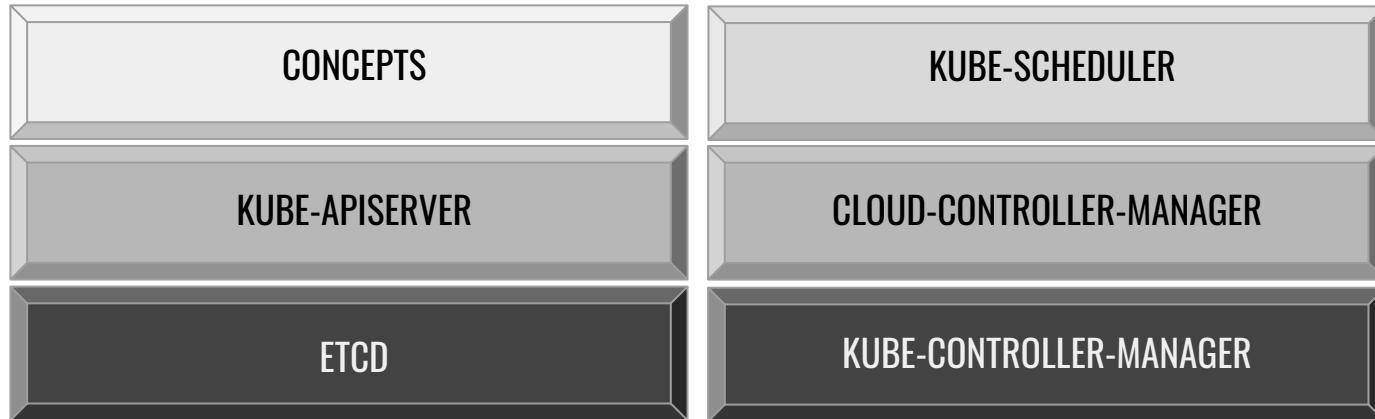 CONCEPTS
KUBE-SCHEDULER
KUBE-APISERVER
CLOUD-CONTROLLER-MANAGER
ETCD
KUBE-CONTROLLER-MANAGER